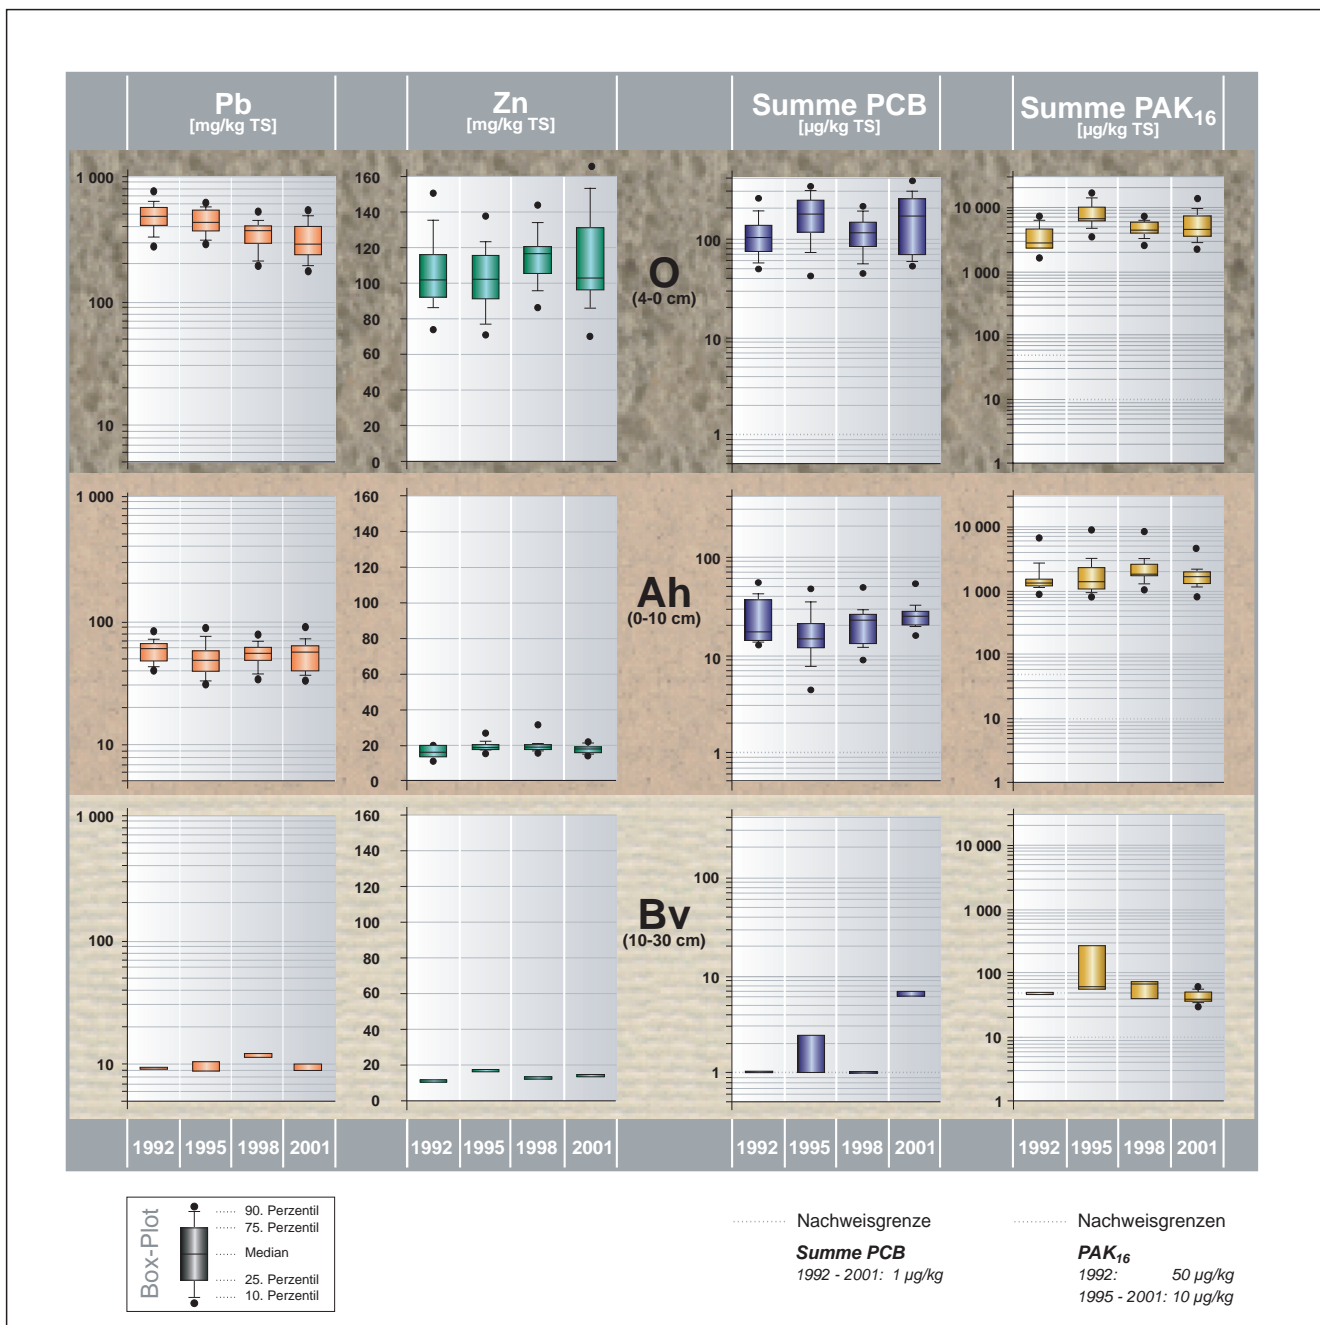 Pb
[mg/kg TS]
Zn
[mg/kg TS]
Summe PCB
[µg/kg TS]
Summe PAK16
[µg/kg TS]
1 000
100
10
160
140
120
100
80
60
40
20
0
O
(4-0 cm)
100
10
1
10 000
1 000
100
10
1
1 000
100
10
160
140
120
100
80
60
40
20
0
Ah
(0-10 cm)
100
10
1
10 000
1 000
100
10
1
1 000
100
10
160
140
120
100
80
60
40
20
0
Bv
(10-30 cm)
100
10
1
10 000
1 000
100
10
1
1992 1995 1998 2001
1992 1995 1998 2001
1992 1995 1998 2001
1992 1995 1998 2001
Box-Plot
90. Perzentil
75. Perzentil
Median
25. Perzentil
10. Perzentil
Nachweisgrenze
Summe PCB
1992 - 2001: 1 µg/kg
Nachweisgrenzen
PAK16
1992: 50 µg/kg
1995 - 2001: 10 µg/kg